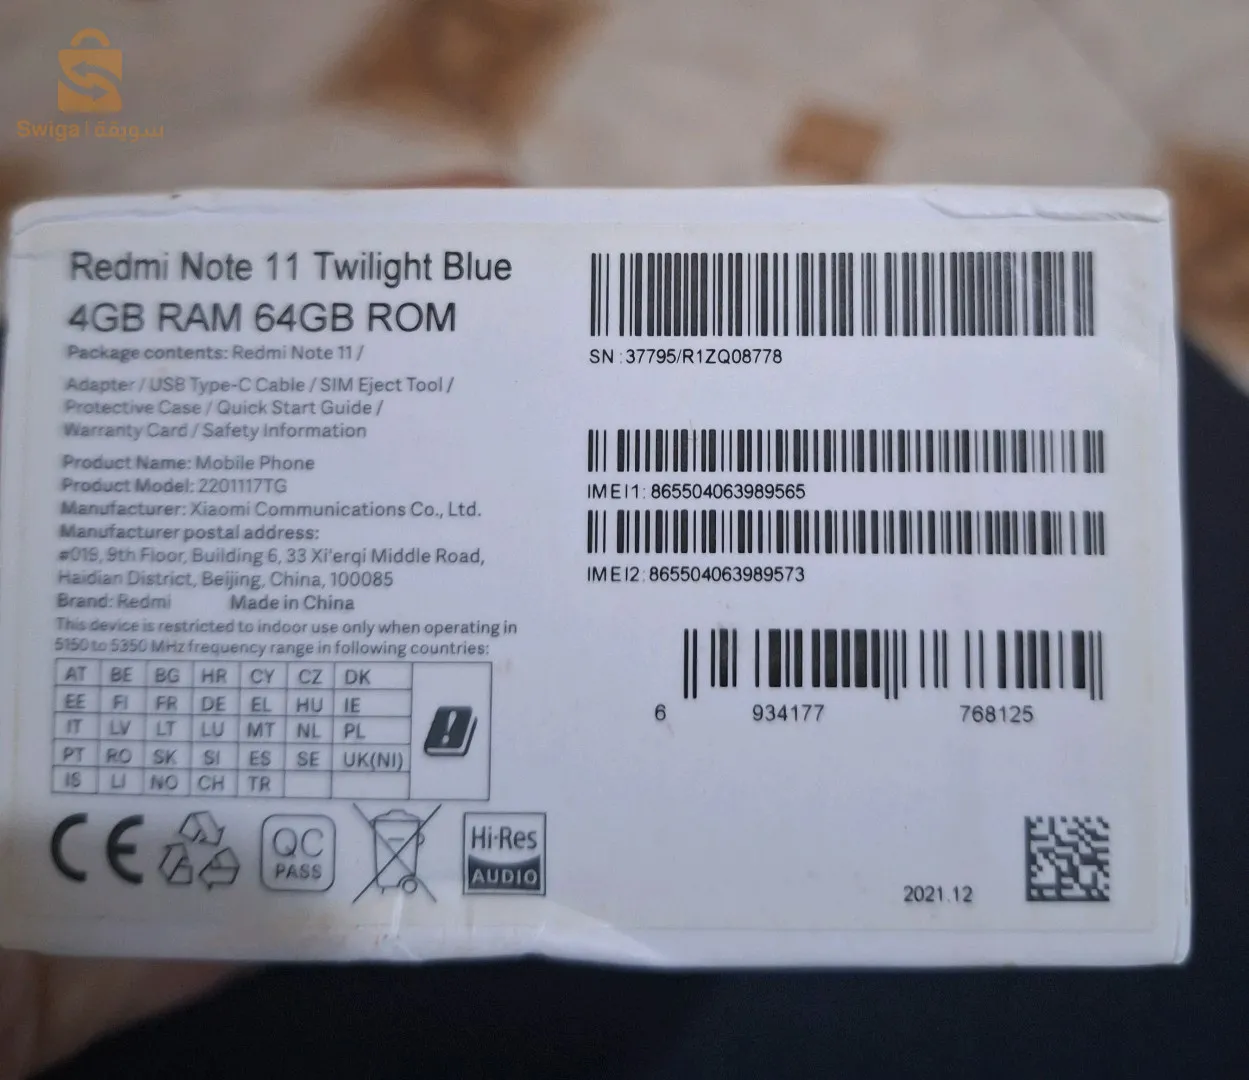 Swiga | سويقة
Redmi Note 11 Twilight Blue
4GB RAM 64GB ROM
Package contents: Redmi Note 11 /
Adapter / USB Type-C Cable / SIM Eject Tool /
Protective Case / Quick Start Guide /
Warranty Card / Safety Information
Product Name: Mobile Phone
Product Model: 2201117TG
Manufacturer: Xiaomi Communications Co., Ltd.
Manufacturer postal address:
#019, 9th Floor, Building 6, 33 Xi'erqi Middle Road,
Haidian District, Beijing, China, 100085
Brand: Redmi Made in China
This device is restricted to indoor use only when operating in
5150 to 5350 MHz frequency range in following countries:
AT BE BG HR CY CZ DK
EE FI FR DE EL HU IE
IT LV LT LU MT NL PL
PT RO SK SI ES SE UK(NI)
IS LI NO CH TR
CE
QC
PASS
Hi-Res
AUDIO
SN : 37795/R1ZQ08778
IMEI1: 865504063989565
IMEI2: 865504063989573
6 934177 768125
2021.12